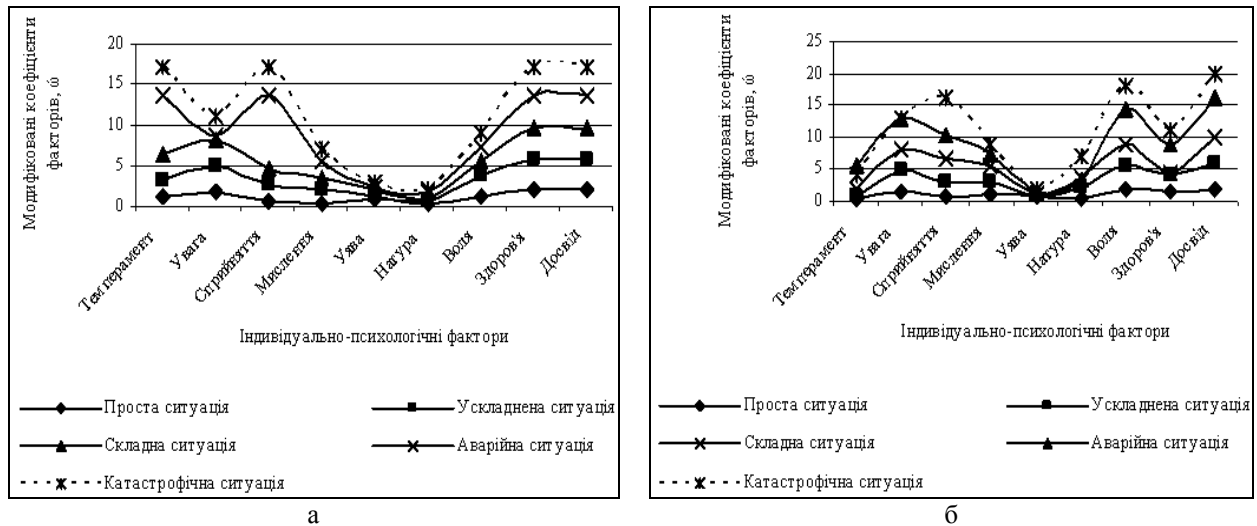 Модифіковані коефіцієнти
факторів, ώ
20
15
10
5
0
Темперамент
Увага
Сприйняття
Мислення
Уява
Натура
Воля
Здоров'я
Досвід
Індивідуально-психологічні фактори
Проста ситуація
Ускладнена ситуація
Складна ситуація
Аварійна ситуація
Катастрофічна ситуація
а
Модифіковані коефіцієнти
факторів, ώ
25
20
15
10
5
0
Темперамент
Увага
Сприйняття
Мислення
Уява
Натура
Воля
Здоров'я
Досвід
Індивідуально-психологічні фактори
Проста ситуація
Ускладнена ситуація
Складна ситуація
Аварійна ситуація
Катастрофічна ситуація
б